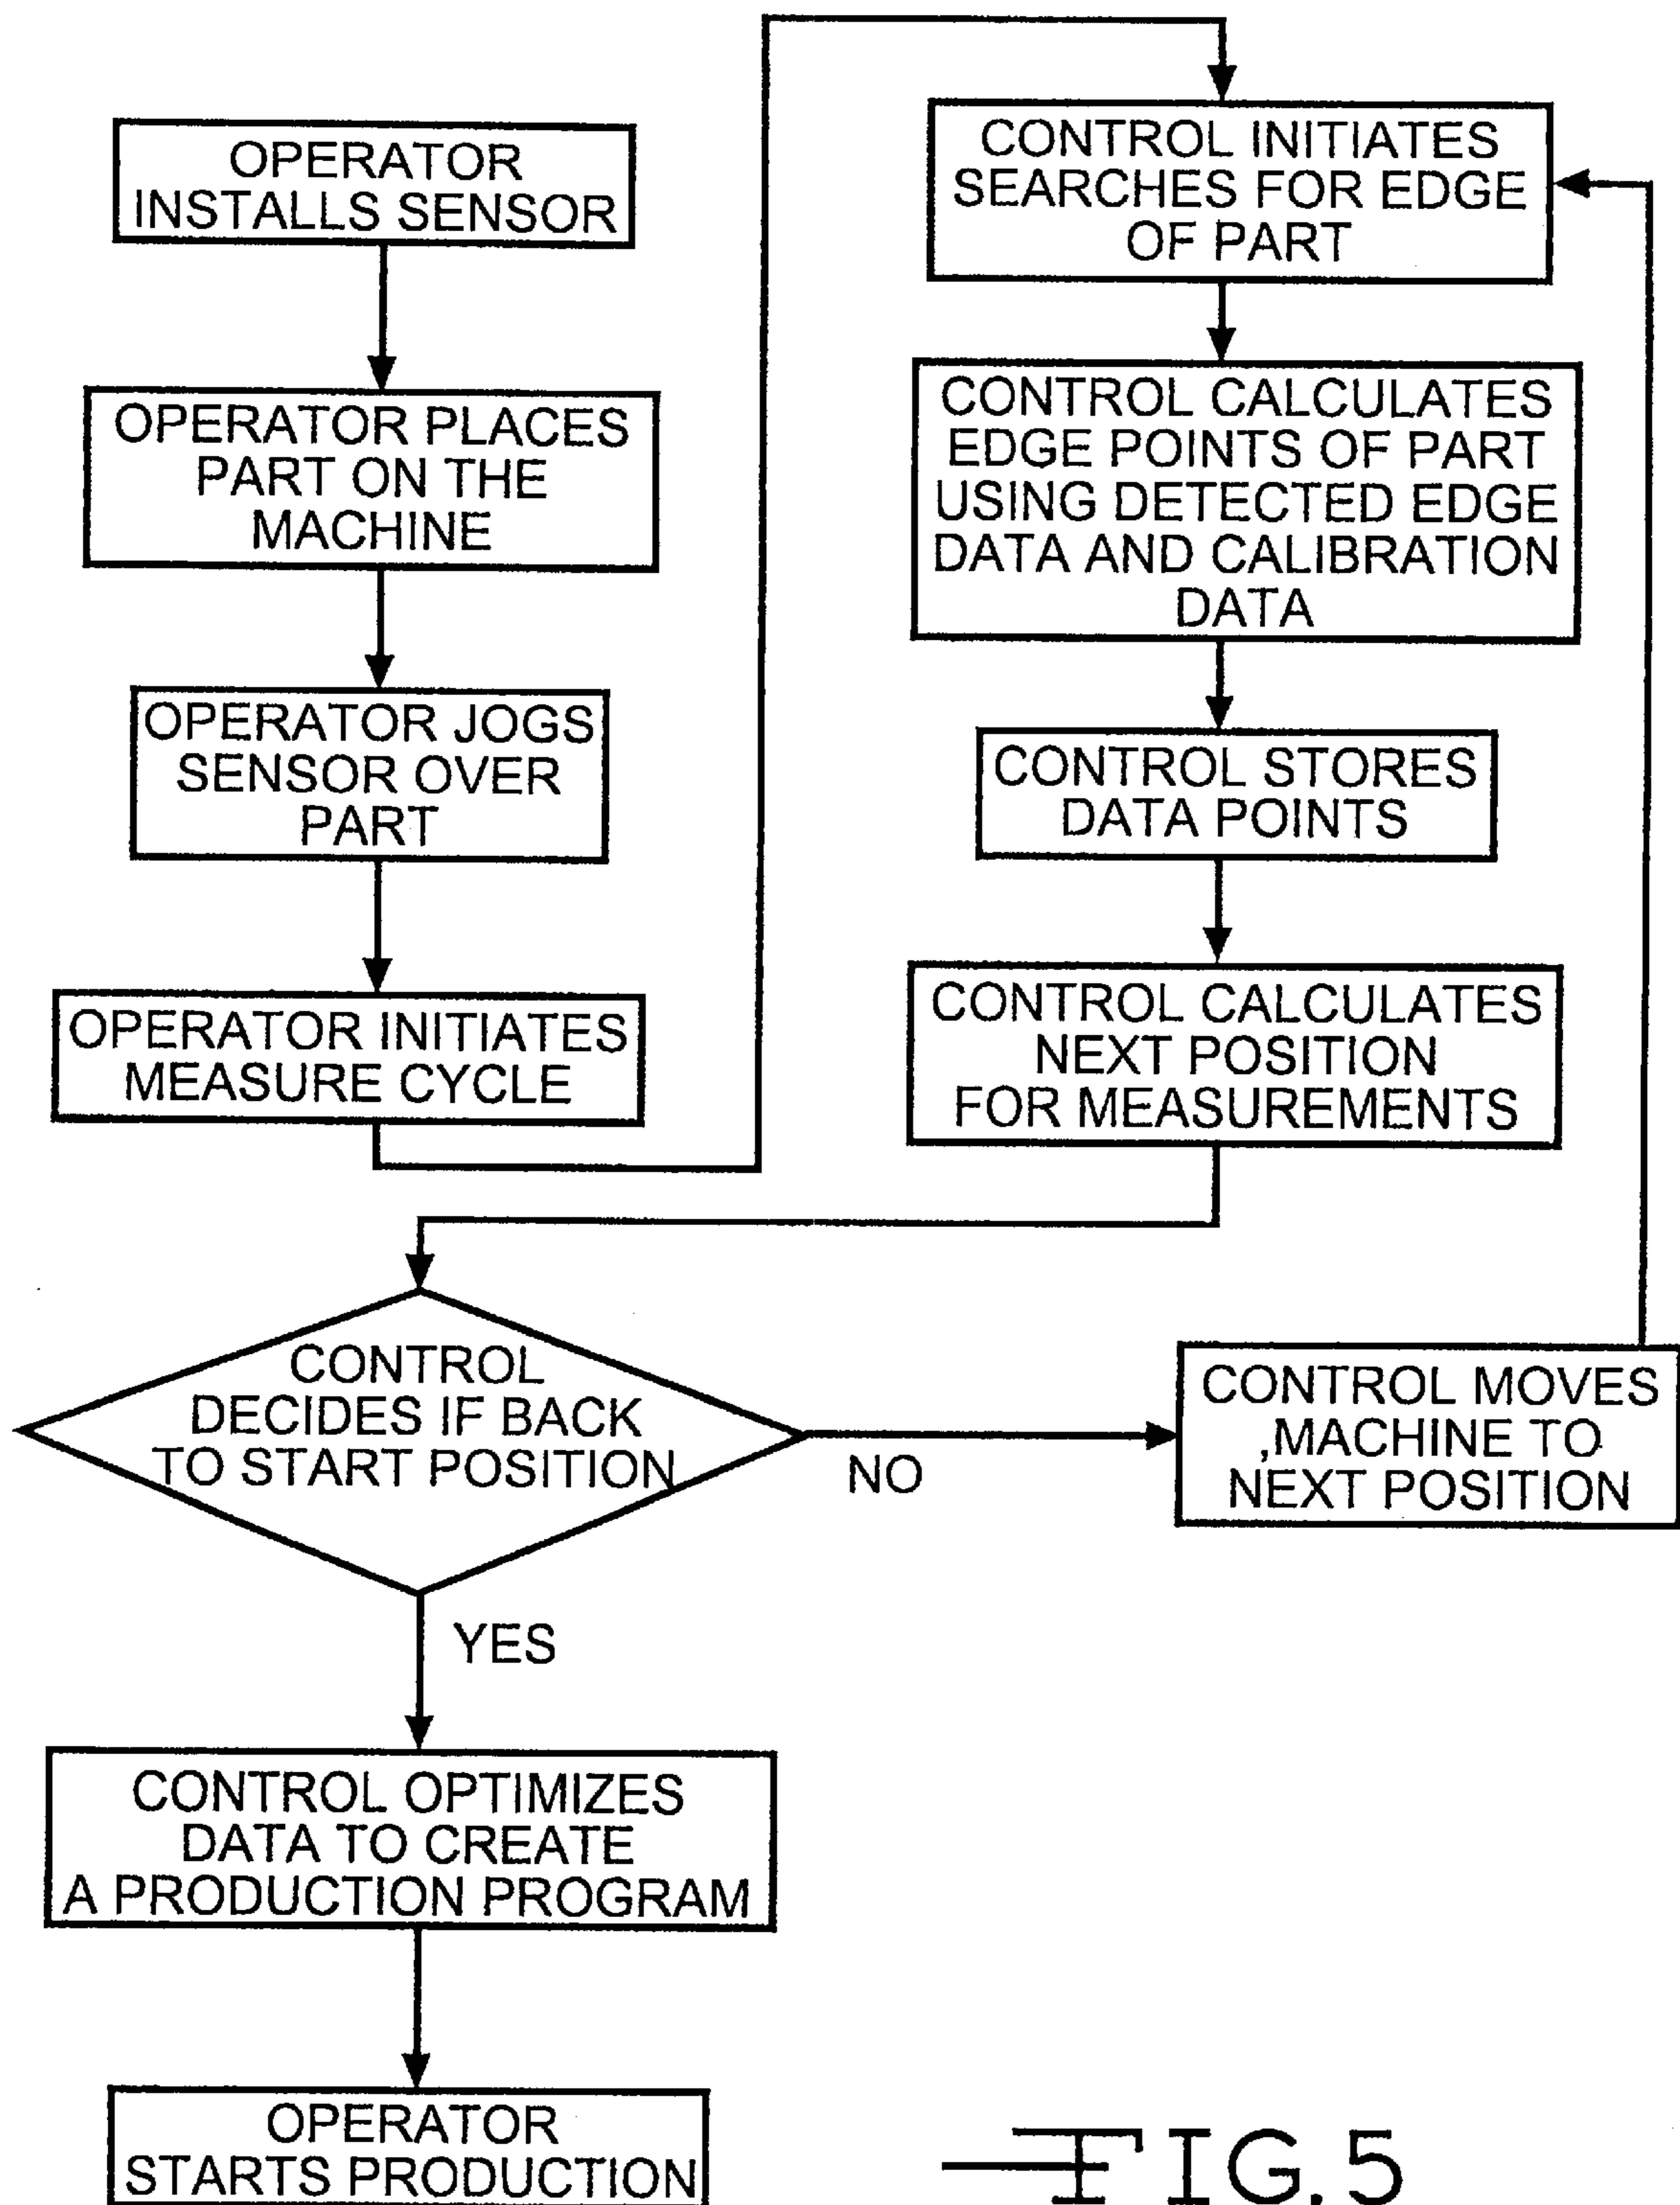 OPERATOR
INSTALLS SENSOR
OPERATOR PLACES
PART ON THE
MACHINE
OPERATOR JOGS
SENSOR OVER
PART
OPERATOR INITIATES
MEASURE CYCLE
CONTROL INITIATES
SEARCHES FOR EDGE
OF PART
CONTROL CALCULATES
EDGE POINTS OF PART
USING DETECTED EDGE
DATA AND CALIBRATION
DATA
CONTROL STORES
DATA POINTS
CONTROL CALCULATES
NEXT POSITION
FOR MEASUREMENTS
CONTROL
DECIDES IF BACK
TO START POSITION
NO
CONTROL MOVES
,MACHINE TO
NEXT POSITION
YES
CONTROL OPTIMIZES
DATA TO CREATE
A PRODUCTION PROGRAM
OPERATOR
STARTS PRODUCTION
FIG. 5